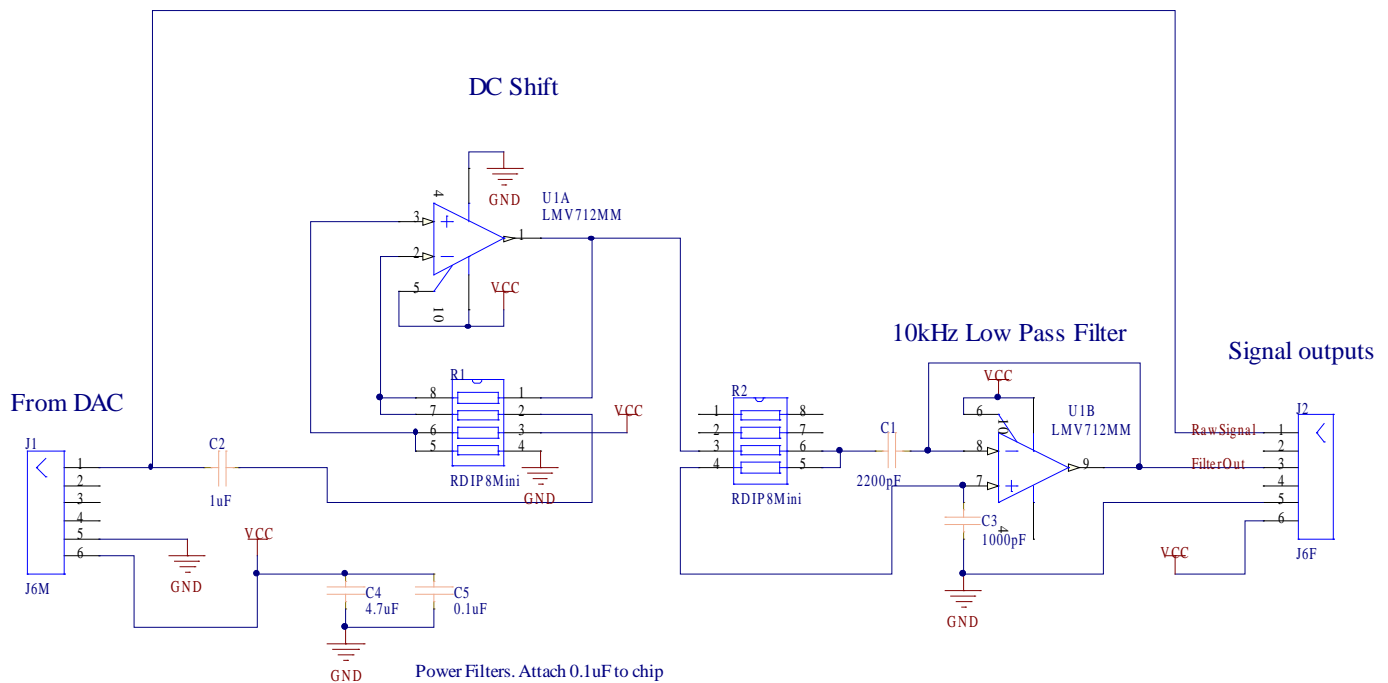 DC Shift
GND
U1A
LMV712MM
4
3
1
2
5
10
VCC
10kHz Low Pass Filter
Signal outputs
From DAC
R1
8 1
7 2
6 3
5 4
VCC
RDIP8Mini
GND
R2
1 8
2 7
3 6
4 5
RDIP8Mini
C1
2200pF
VCC
6
10
U1B
LMV712MM
8
7
9
4
C3
1000pF
GND
J2
RawSignal
1
2
FilterOut
3
4
5
6
J6F
VCC
J1
1
2
3
4
5
6
J6M
C2
1uF
GND
VCC
C4
4.7uF
C5
0.1uF
GND
Power Filters. Attach 0.1uF to chip